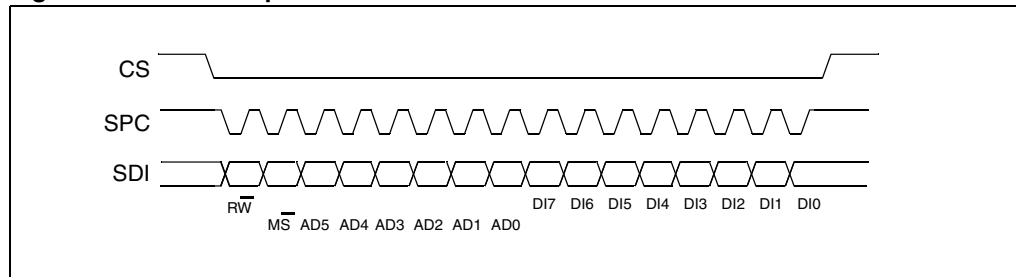 CS
SPC
SDI
RW DI7 DI6 DI5 DI4 DI3 DI2 DI1 DI0
MS AD5 AD4 AD3 AD2 AD1 AD0